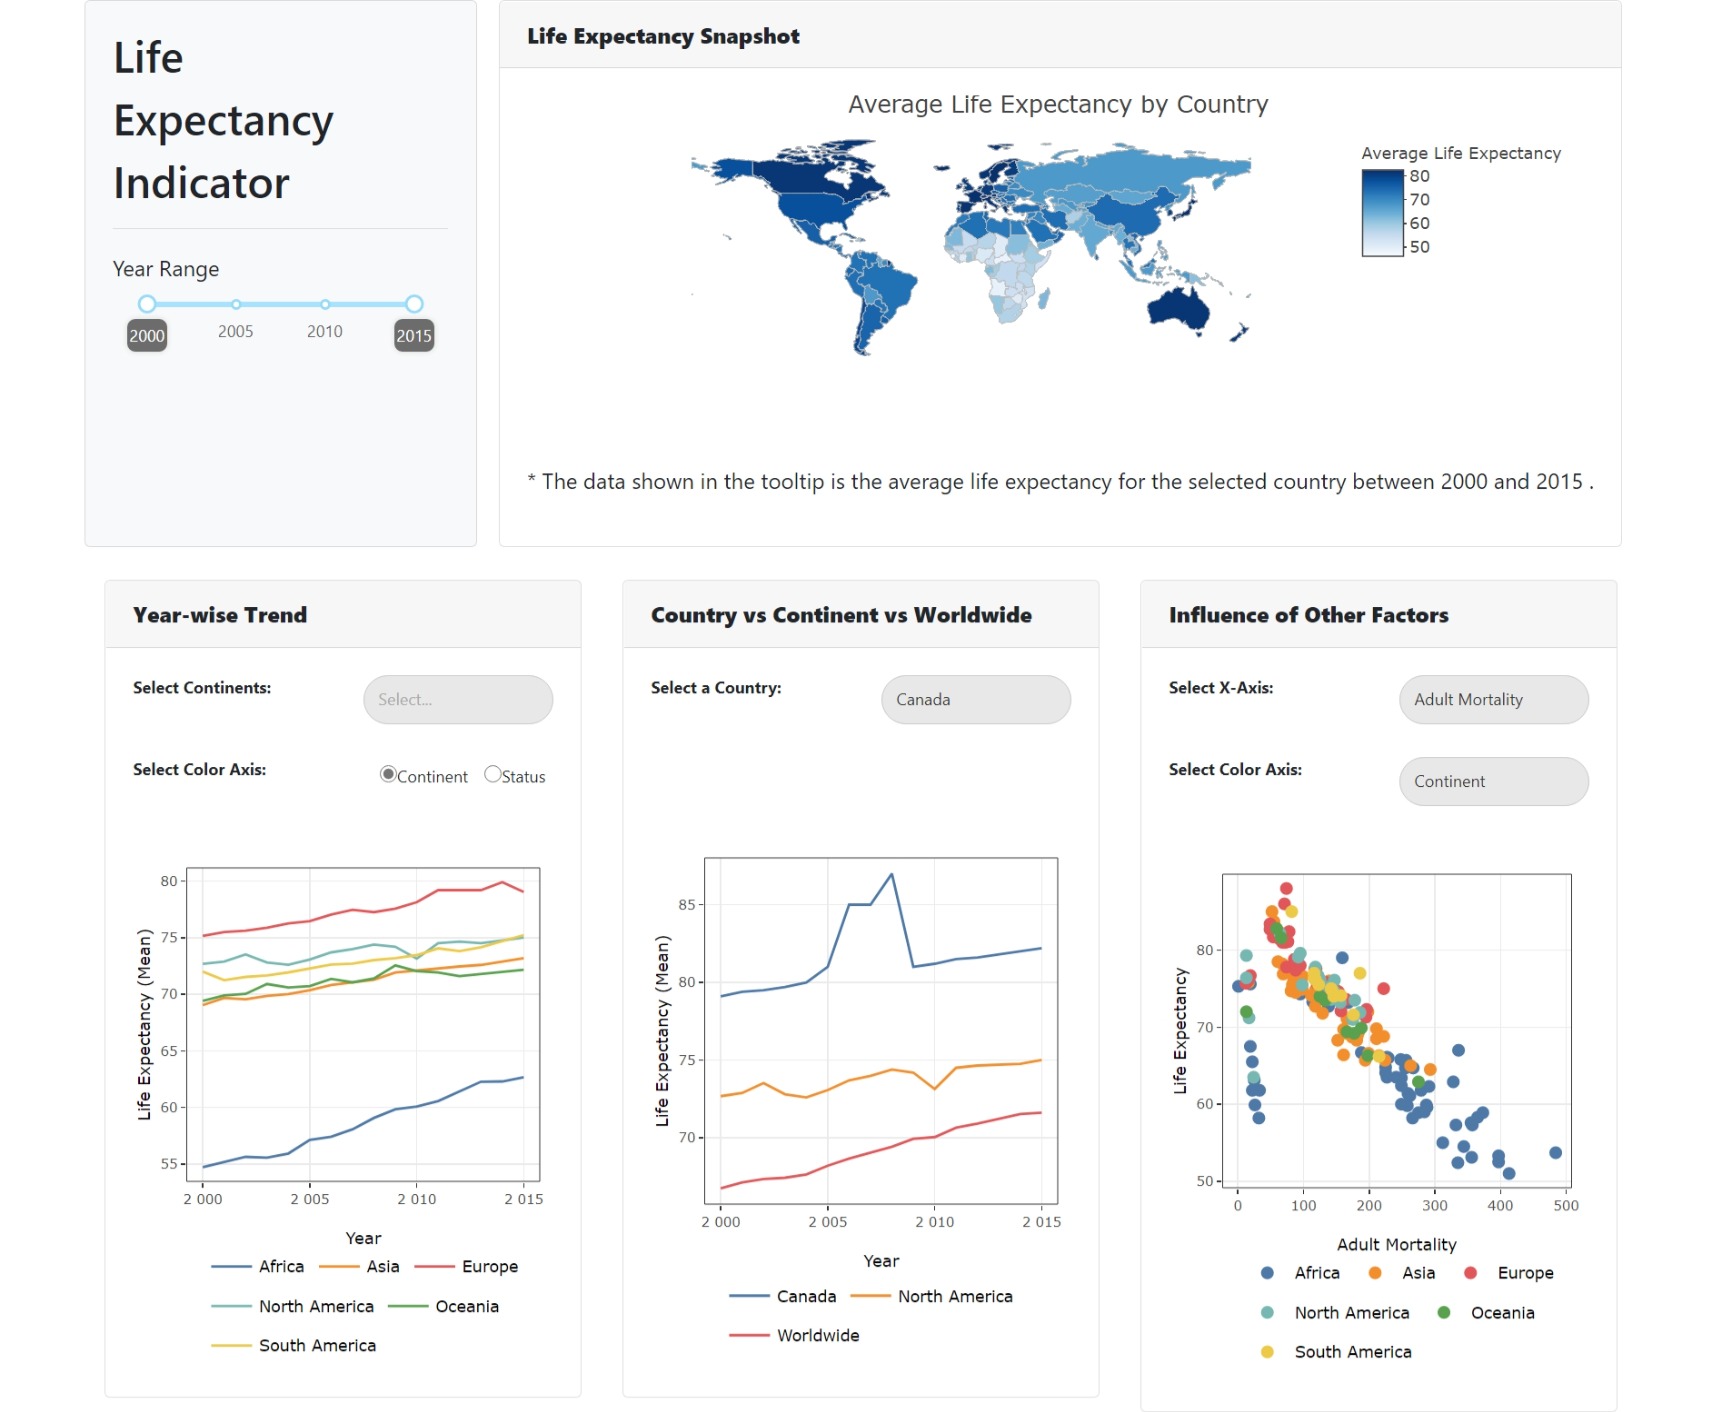 Life
Expectancy
Indicator
Year Range
2000
2005
2010
2015
Life Expectancy Snapshot
Average Life Expectancy by Country
Average Life Expectancy
80
70
60
50
* The data shown in the tooltip is the average life expectancy for the selected country between 2000 and 2015 .
Year-wise Trend
Select Continents:
Select...
Select Color Axis:
Continent
Status
Life Expectancy (Mean)
80
75
70
65
60
55
2 000
2 005
2 010
2 015
Year
Africa
Asia
Europe
North America
Oceania
South America
Country vs Continent vs Worldwide
Select a Country:
Canada
Life Expectancy (Mean)
85
80
75
70
2 000
2 005
2 010
2 015
Year
Canada
North America
Worldwide
Influence of Other Factors
Select X-Axis:
Adult Mortality
Select Color Axis:
Continent
Life Expectancy
80
70
60
50
0
100
200
300
400
500
Adult Mortality
Africa
Asia
Europe
North America
Oceania
South America